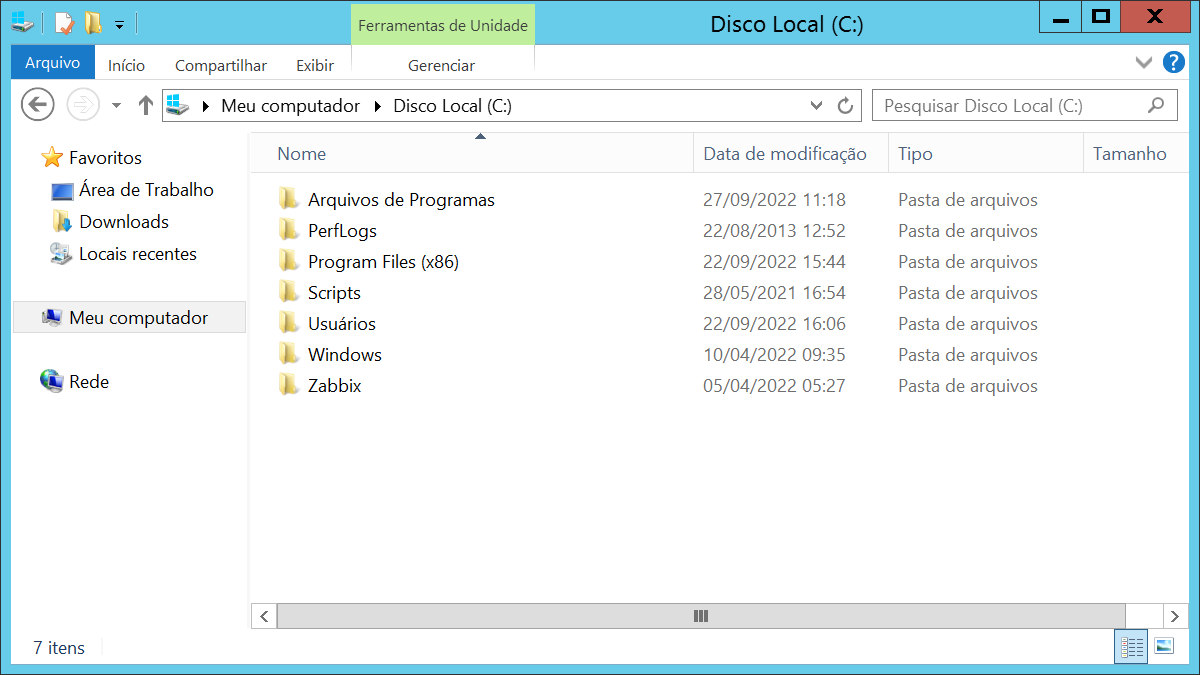 Ferramentas de Unidade
Disco Local (C:)
Arquivo Início Compartilhar Exibir Gerenciar
Meu computador Disco Local (C:) Pesquisar Disco Local (C:)
Favoritos
Área de Trabalho
Downloads
Locais recentes
Meu computador
Rede
Nome Data de modificação Tipo Tamanho
Arquivos de Programas 27/09/2022 11:18 Pasta de arquivos
PerfLogs 22/08/2013 12:52 Pasta de arquivos
Program Files (x86) 22/09/2022 15:44 Pasta de arquivos
Scripts 28/05/2021 16:54 Pasta de arquivos
Usuários 22/09/2022 16:06 Pasta de arquivos
Windows 10/04/2022 09:35 Pasta de arquivos
Zabbix 05/04/2022 05:27 Pasta de arquivos
7 itens